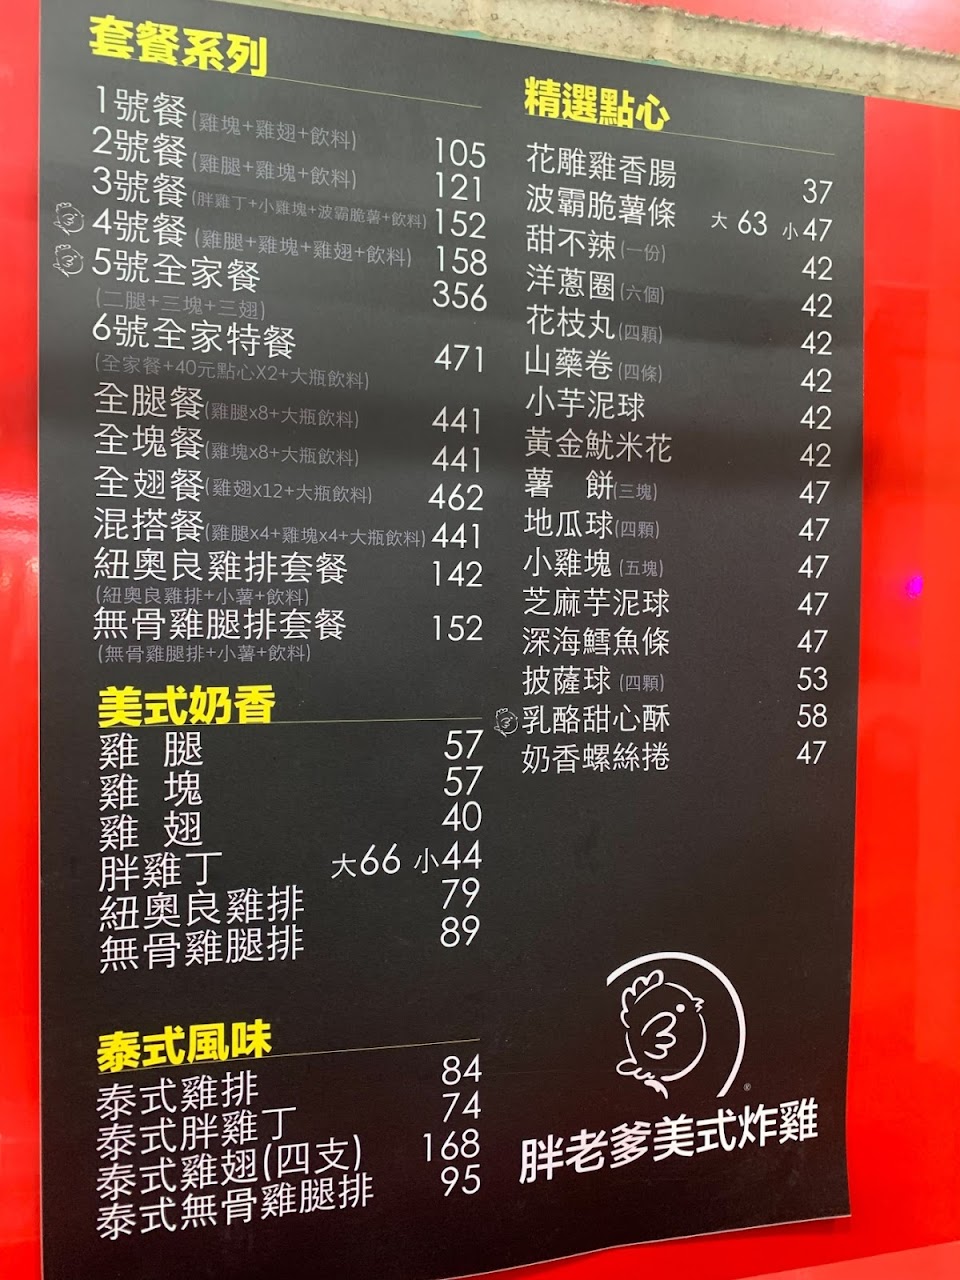 套餐系列
1號餐(雞塊+雞翅+飲料) 105
2號餐(雞腿+雞塊+飲料) 121
3號餐(胖雞丁+小雞塊+波霸脆薯+飲料) 152
4號餐(雞腿+雞塊+雞翅+飲料) 158
5號全家餐 356
(二腿+三塊+三翅)
6號全家特餐 471
(全家餐+40元點心X2+大瓶飲料)
全腿餐(雞腿x8+大瓶飲料) 441
全塊餐(雞塊x8+大瓶飲料) 441
全翅餐(雞翅x12+大瓶飲料) 462
混搭餐(雞腿x4+雞塊x4+大瓶飲料) 441
紐奧良雞排套餐 142
(紐奧良雞排+小薯+飲料)
無骨雞腿排套餐 152
(無骨雞腿排+小薯+飲料)
美式奶香
雞 腿 57
雞 塊 57
雞 翅 40
胖雞丁 大66 小44
紐奧良雞排 79
無骨雞腿排 89
泰式風味
泰式雞排 84
泰式胖雞丁 74
泰式雞翅(四支) 168
泰式無骨雞腿排 95
精選點心
花雕雞香腸 37
波霸脆薯條 大63 小47
甜不辣(一份) 42
洋蔥圈(六個) 42
花枝丸(四顆) 42
山藥卷(四條) 42
小芋泥球 42
黃金魷米花 42
薯 餅(三塊) 47
地瓜球(四顆) 47
小雞塊(五塊) 47
芝麻芋泥球 47
深海鱈魚條 47
披薩球(四顆) 53
乳酪甜心酥 58
奶香螺絲捲 47
®
胖老爹美式炸雞